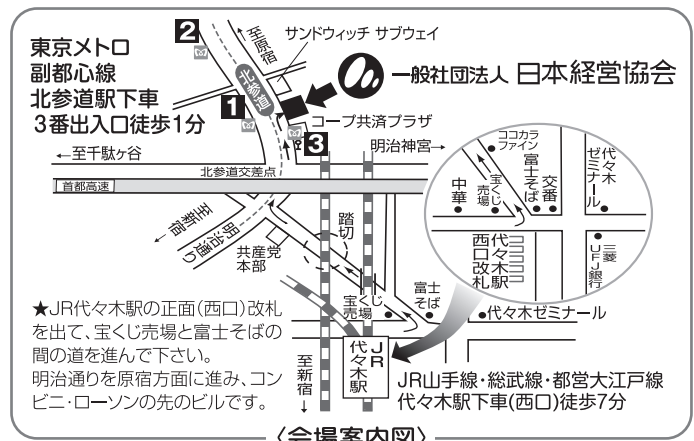 東京メトロ
副都心線
北参道駅下車
3番出入口徒歩1分
2
至原宿
サンドウィッチ サブウェイ
北参道
一般社団法人 日本経営協会
1
コープ共済プラザ
3
←至千駄ヶ谷
明治神宮→
北参道交差点
首都高速
至新宿
明治通り
共産党
本部
踏切
宝くじ
売場
富士
そば
代々木ゼミナール
ココカラ
ファイン
中華
宝くじ
売場
富士そば
交番
代々木
ゼミナール
代々木駅
西口改札
三菱
UFJ銀行
★JR代々木駅の正面(西口)改札
を出て、宝くじ売場と富士そばの
間の道を進んで下さい。
明治通りを原宿方面に進み、コン
ビニ・ローソンの先のビルです。
至新宿
JR
代々木駅
JR山手線・総武線・都営大江戸線
代々木駅下車(西口)徒歩7分
〈会場案内図〉